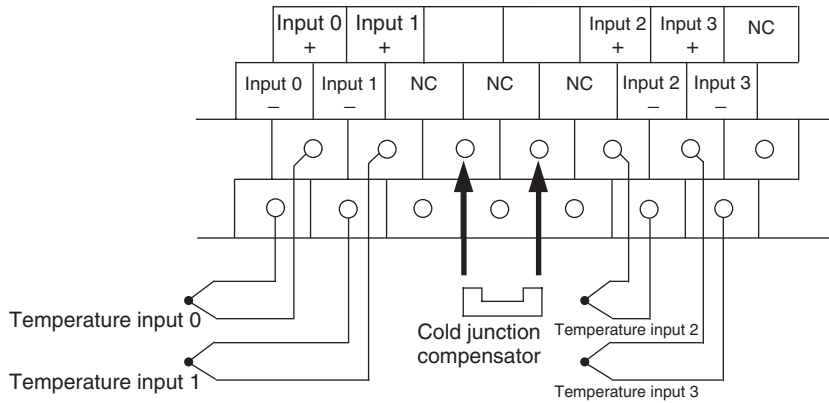 Input 0 Input 1 Input 2 Input 3 NC
+ + + +
Input 0 Input 1 NC NC NC Input 2 Input 3
– – – –
Temperature input 0
Cold junction
compensator
Temperature input 2
Temperature input 1
Temperature input 3